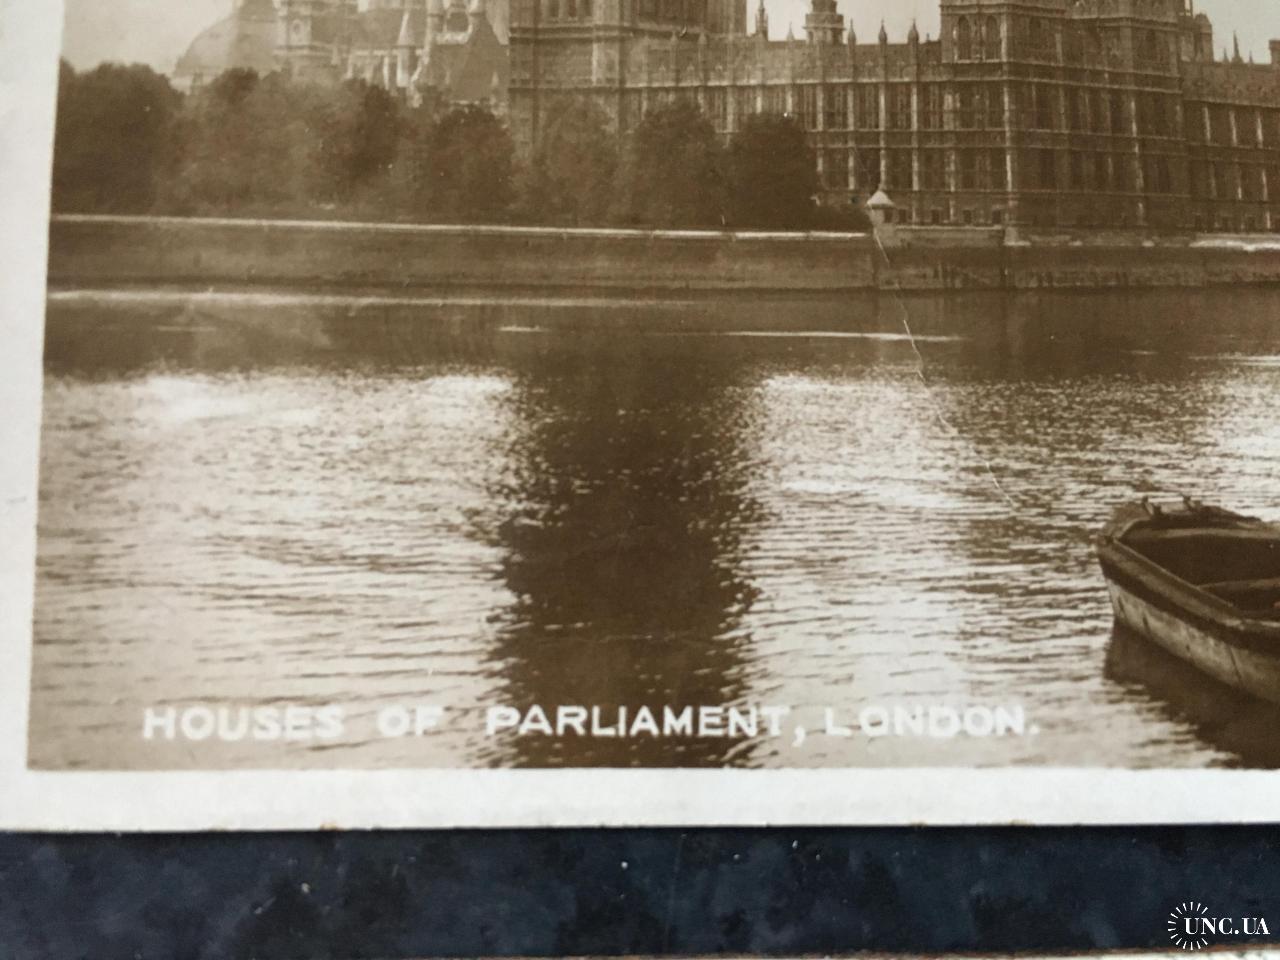 HOUSES OF PARLIAMENT, LONDON.
UNC.UA